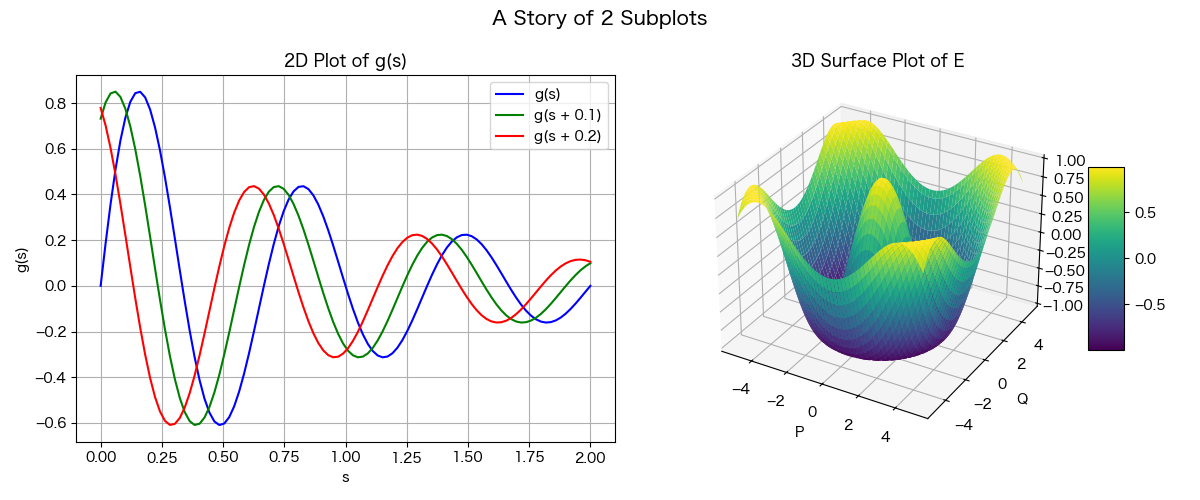 A Story of 2 Subplots
2D Plot of g(s)
g(s)
g(s + 0.1)
g(s + 0.2)
0.8
0.6
0.4
0.2
0.0
−0.2
−0.4
−0.6
g(s)
0.00 0.25 0.50 0.75 1.00 1.25 1.50 1.75 2.00
s
3D Surface Plot of E
1.00
0.75
0.50
0.25
0.00
−0.25
−0.50
−0.75
−1.00
−4 −2 0 2 4
P
−4 −2 0 2 4
Q
0.5
0.0
−0.5